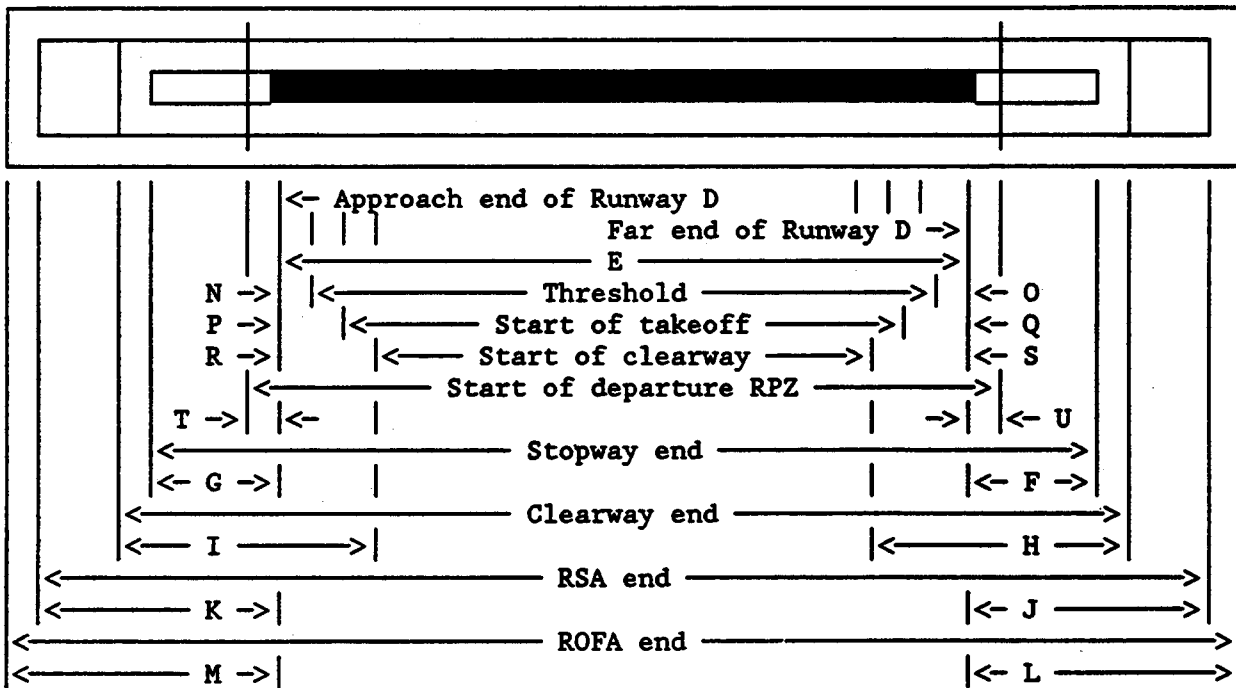 Approach end of Runway D
Far end of Runway D
E
N Threshold O
P Start of takeoff Q
R Start of clearway S
Start of departure RPZ
T U
Stopway end
G F
Clearway end
I H
RSA end
K J
ROFA end
M L